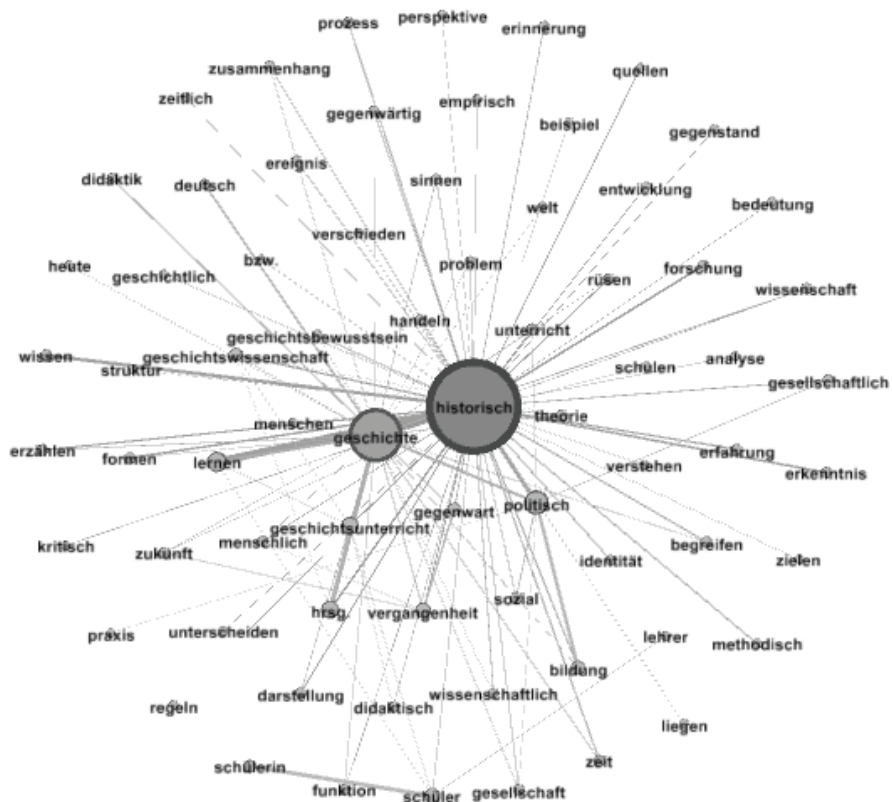 prozess
perspektive
erinnerung
zusammenhang
quellen
zeitlich
gegenwärtig
empirisch
beispiel
gegenstand
ereignis
didaktik
deutsch
sinnen
entwicklung
welt
bedeutung
verschieden
heute
geschichtlich
bzw.
problem
rüsen
forschung
wissenschaft
handeln
unterricht
geschichtsbewusstsein
wissen
geschichtswissenschaft
struktur
schulen
analyse
gesellschaftlich
historisch
theorie
menschen
geschichte
erzählen
formen
lernen
erfahrung
verstehen
erkenntnis
gegenwart
politisch
geschichtsunterricht
kritisch
zukunft
menschlich
begreifen
identität
zielen
sozial
hrsg.
vergangenheit
praxis
unterscheiden
lehrer
methodisch
bildung
darstellung
didaktisch
wissenschaftlich
regeln
liegen
zeit
schülerin
funktion
schüler
gesellschaft